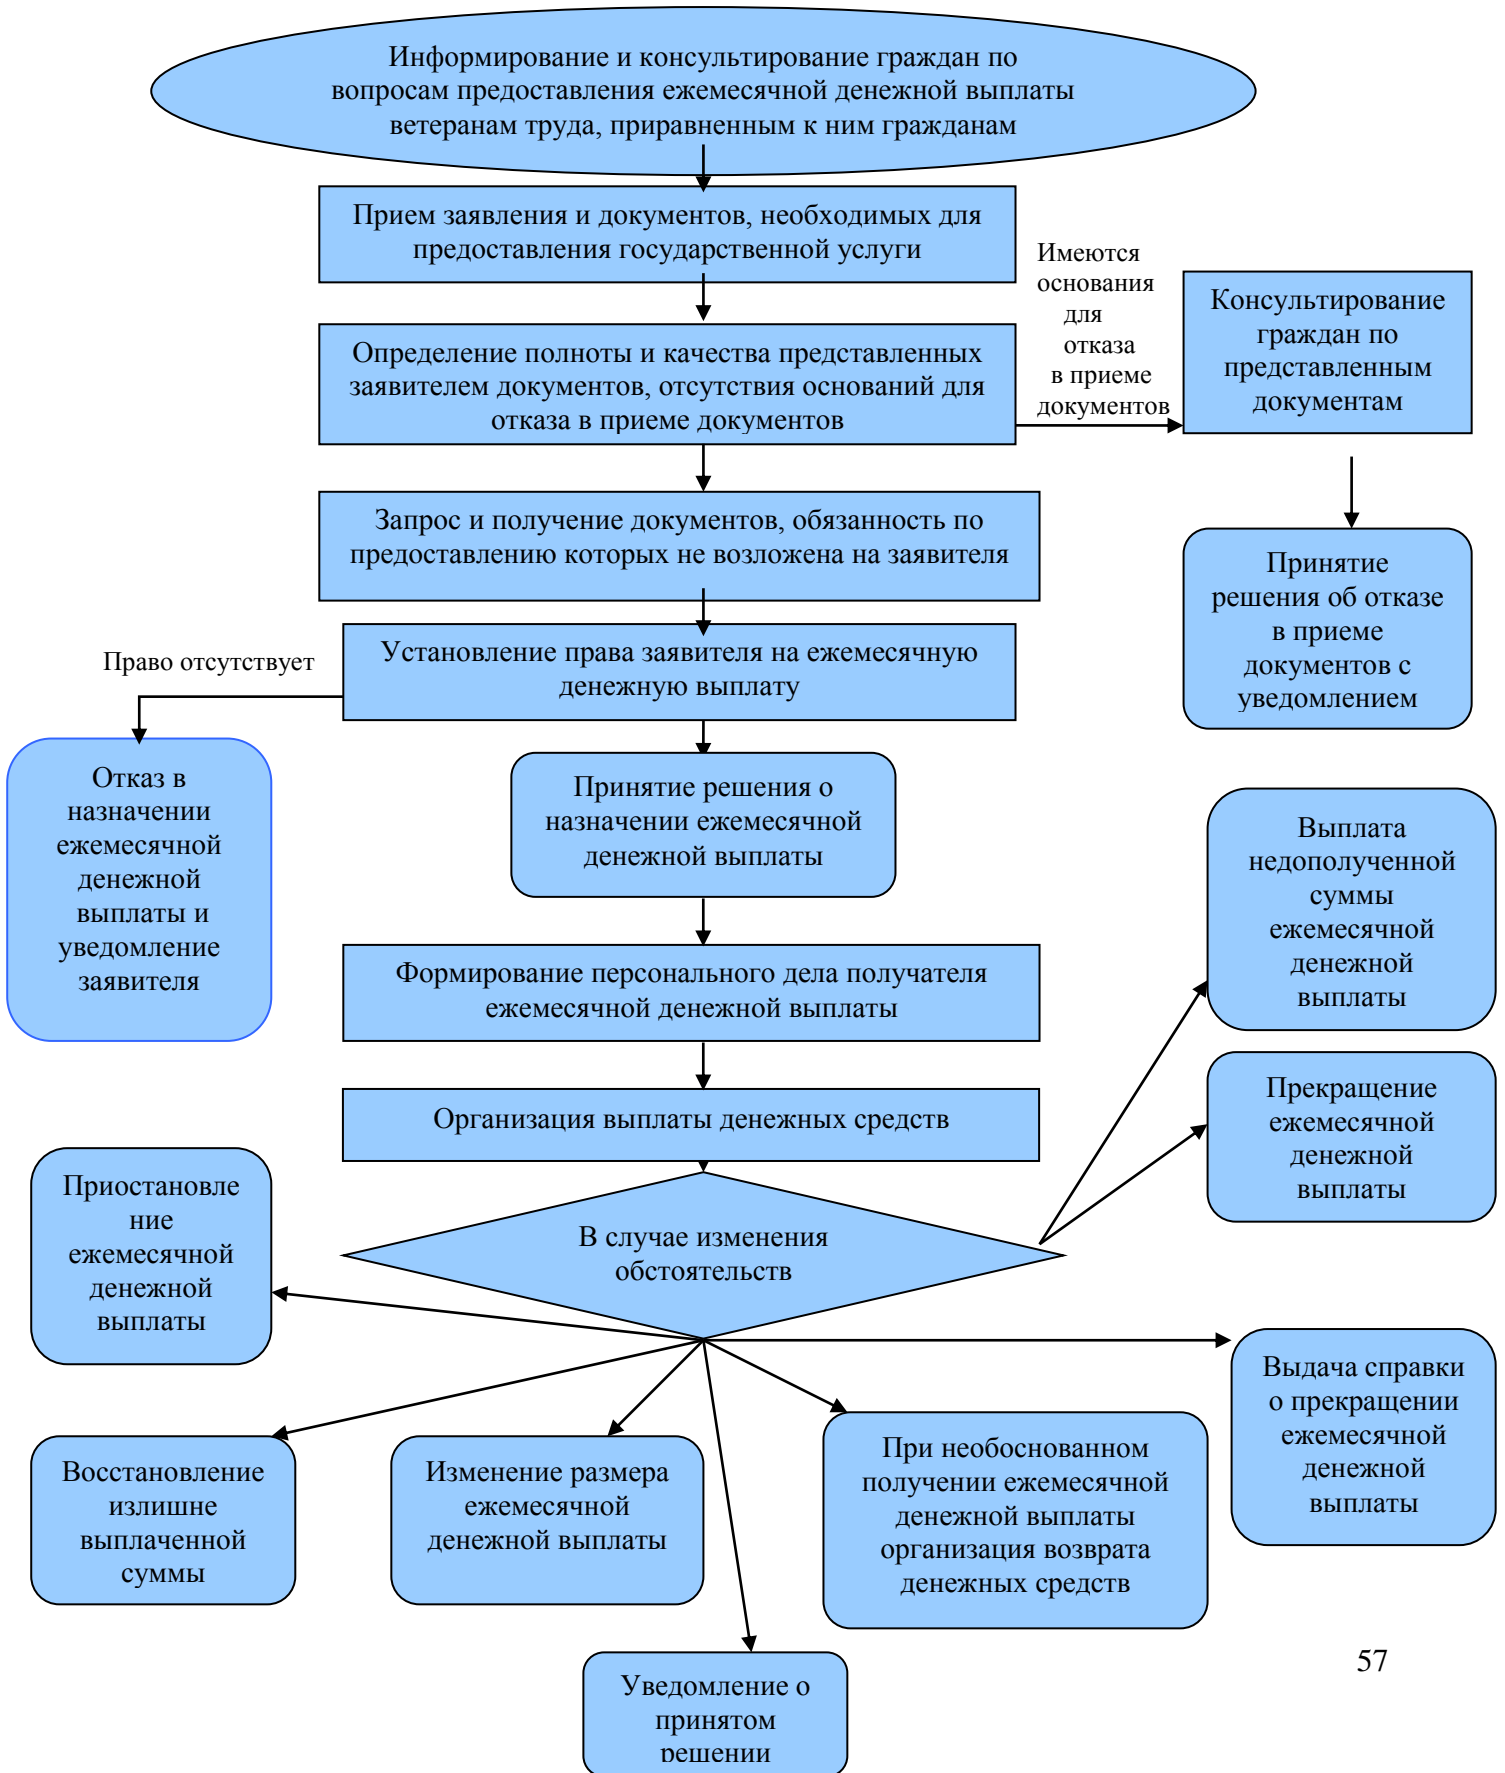 Информирование и консультирование граждан по
вопросам предоставления ежемесячной денежной выплаты
ветеранам труда, приравненным к ним гражданам
Прием заявления и документов, необходимых для
предоставления государственной услуги
Имеются
основания
для
отказа
в приеме
документов
Консультирование
граждан по
представленным
документам
Определение полноты и качества представленных
заявителем документов, отсутствия оснований для
отказа в приеме документов
Запрос и получение документов, обязанность по
предоставлению которых не возложена на заявителя
Принятие
решения об отказе
в приеме
документов с
уведомлением
Установление права заявителя на ежемесячную
денежную выплату
Право отсутствует
Отказ в
назначении
ежемесячной
денежной
выплаты и
уведомление
заявителя
Принятие решения о
назначении ежемесячной
денежной выплаты
Выплата
недополученной
суммы
ежемесячной
денежной
выплаты
Формирование персонального дела получателя
ежемесячной денежной выплаты
Прекращение
ежемесячной
денежной
выплаты
Организация выплаты денежных средств
Приостановле
ние
ежемесячной
денежной
выплаты
В случае изменения
обстоятельств
Выдача справки
о прекращении
ежемесячной
денежной
выплаты
Восстановление
излишне
выплаченной
суммы
Изменение размера
ежемесячной
денежной выплаты
При необоснованном
получении ежемесячной
денежной выплаты
организация возврата
денежных средств
57
Уведомление о
принятом
решении